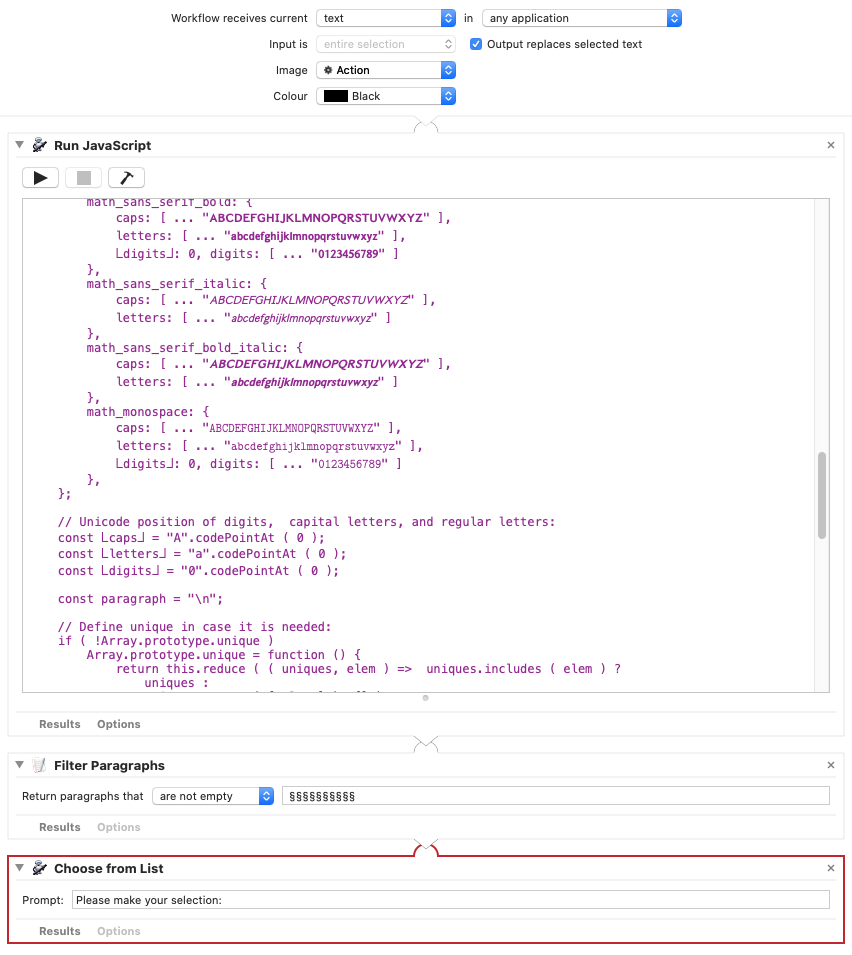 Workflow receives current text in any application
Input is entire selection Output replaces selected text
Image Action
Colour Black
Run JavaScript
math_sans_serif_bold: {
caps: [ ... "ABCDEFGHIJKLMNOPQRSTUVWXYZ" ],
letters: [ ... "abcdefghijklmnopqrstuvwxyz" ],
⌊digits⌋: 0, digits: [ ... "0123456789" ]
},
math_sans_serif_italic: {
caps: [ ... "ABCDEFGHIJKLMNOPQRSTUVWXYZ" ],
letters: [ ... "abcdefghijklmnopqrstuvwxyz" ]
},
math_sans_serif_bold_italic: {
caps: [ ... "ABCDEFGHIJKLMNOPQRSTUVWXYZ" ],
letters: [ ... "abcdefghijklmnopqrstuvwxyz" ]
},
math_monospace: {
caps: [ ... "ABCDEFGHIJKLMNOPQRSTUVWXYZ" ],
letters: [ ... "abcdefghijklmnopqrstuvwxyz" ],
⌊digits⌋: 0, digits: [ ... "0123456789" ]
},
};
// Unicode position of digits,  capital letters, and regular letters:
const ⌊caps⌋ = "A".codePointAt ( 0 );
const ⌊letters⌋ = "a".codePointAt ( 0 );
const ⌊digits⌋ = "0".codePointAt ( 0 );
const paragraph = "\n";
// Define unique in case it is needed:
if ( !Array.prototype.unique )
Array.prototype.unique = function () {
return this.reduce ( ( uniques, elem ) =>  uniques.includes ( elem ) ?
uniques :
Results Options
Filter Paragraphs
Return paragraphs that are not empty §§§§§§§§§§
Results Options
Choose from List
Prompt: Please make your selection:
Results Options